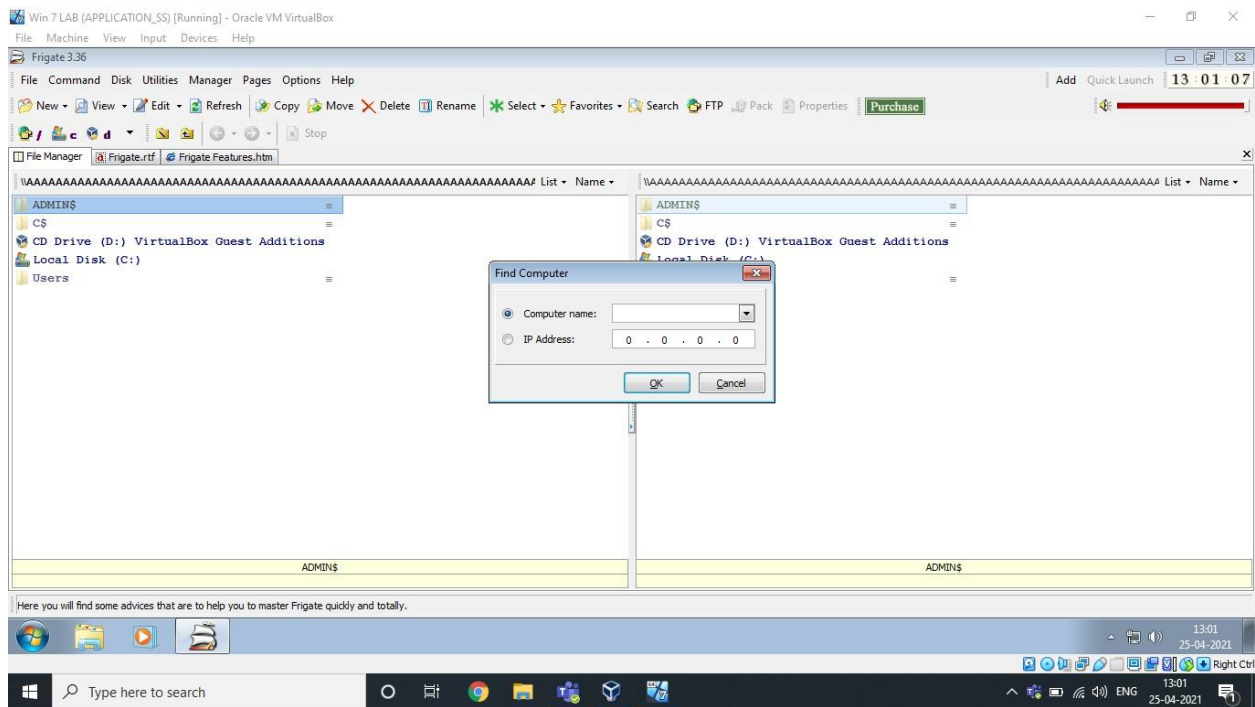 Win 7 LAB (APPLICATION_SS) [Running] - Oracle VM VirtualBox
File Machine View Input Devices Help
Frigate 3.36
File Command Disk Utilities Manager Pages Options Help Add Quick Launch 13:01:07
New View Edit Refresh Copy Move Delete Rename Select Favorites Search FTP Pack Properties Purchase
/ c d Stop
File Manager Frigate.rtf Frigate Features.htm
List Name List Name
ADMIN$ ADMIN$
C$ C$
CD Drive (D:) VirtualBox Guest Additions CD Drive (D:) VirtualBox Guest Additions
Local Disk (C:) Local Disk (C:)
Users
Find Computer
Computer name:
IP Address: 0 . 0 . 0 . 0
OK Cancel
ADMIN$ ADMIN$
Here you will find some advices that are to help you to master Frigate quickly and totally.
13:01
25-04-2021
Right Ctrl
Type here to search ENG 13:01
25-04-2021